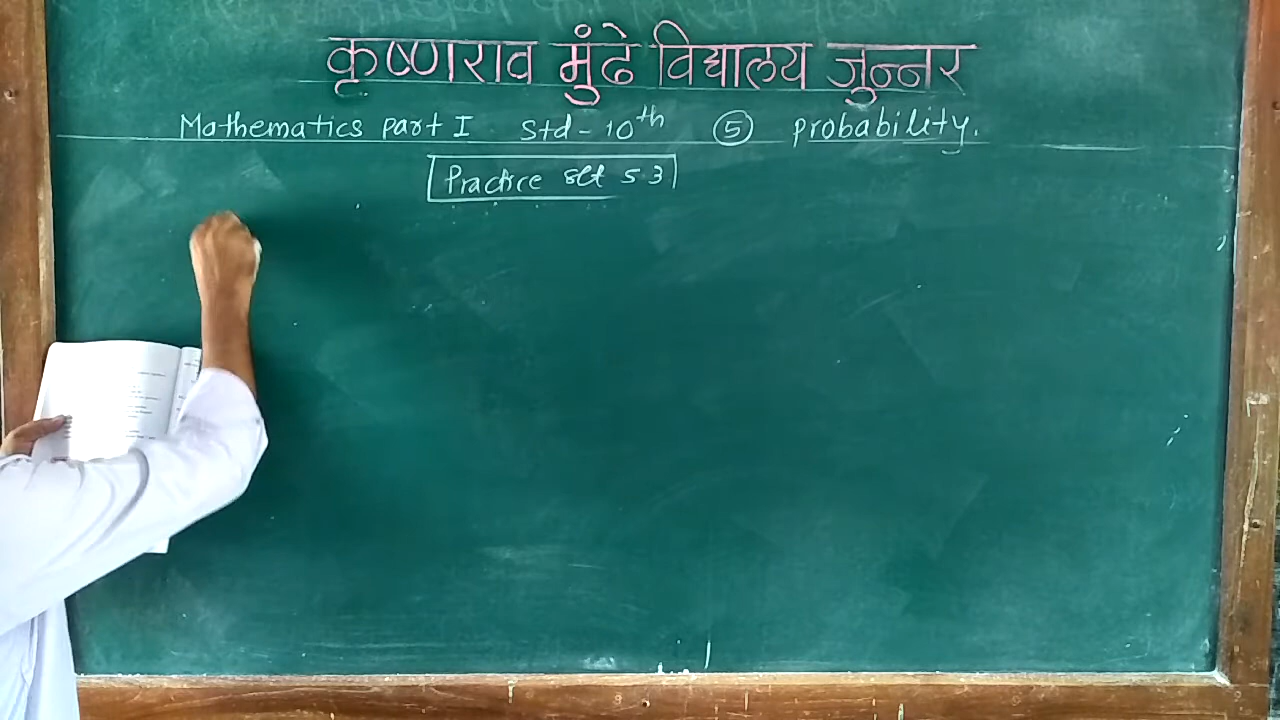 कृष्णराव मुंढे विद्यालय जुन्नर
Mathematics part I Std - 10th ⑤ probability.
Practice set 5.3